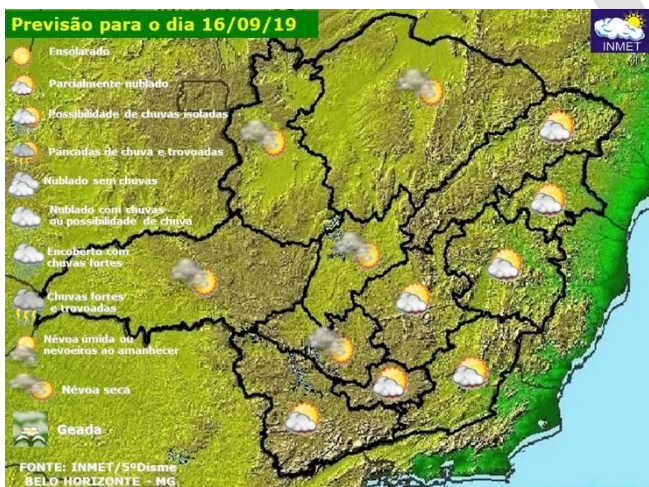 Previsão para o dia 16/09/19
INMET
Ensolarado
Parcialmente nublado
Possibilidade de chuvas isoladas
Pancadas de chuva e trovoadas
Nublado sem chuvas
Nublado com chuvas
ou possibilidade de chuva
Encoberto com
chuvas fortes
Chuvas fortes
e trovoadas
Névoa úmida ou
nevoeiros ao amanhecer
Névoa seca
Geada
FONTE: INMET/5ºDisme
BELO HORIZONTE - MG